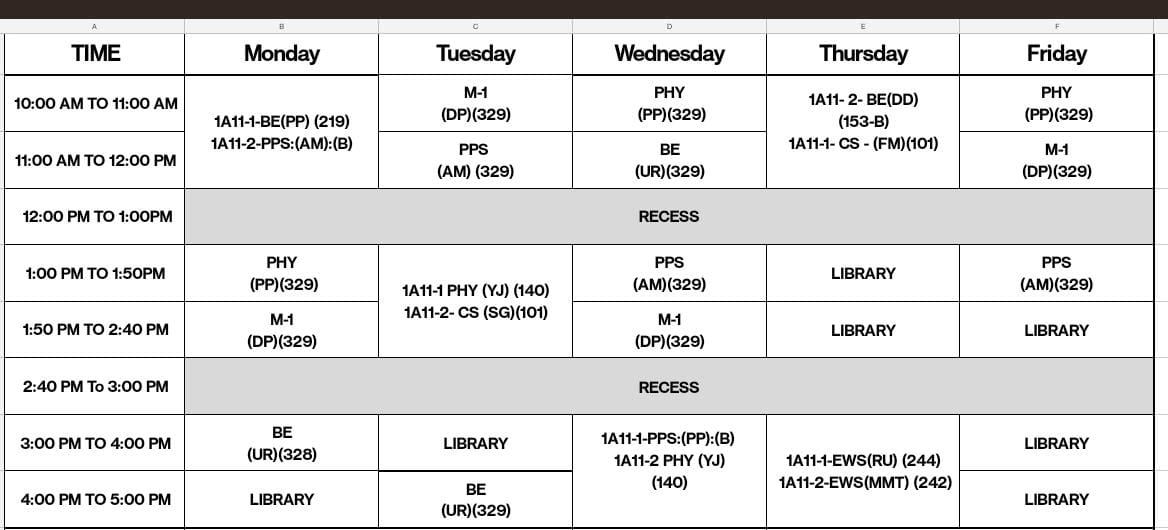 A B C D E F
TIME Monday Tuesday Wednesday Thursday Friday
10:00 AM TO 11:00 AM
1A11-1-BE(PP) (219)
1A11-2-PPS:(AM):(B)
M-1
(DP)(329)
PHY
(PP)(329)
1A11- 2- BE(DD)
(153-B)
1A11-1- CS - (FM)(101)
PHY
(PP)(329)
11:00 AM TO 12:00 PM
PPS
(AM) (329)
BE
(UR)(329)
M-1
(DP)(329)
12:00 PM TO 1:00PM
RECESS
1:00 PM TO 1:50PM
PHY
(PP)(329)
1A11-1 PHY (YJ) (140)
1A11-2- CS (SG)(101)
PPS
(AM)(329)
LIBRARY
PPS
(AM)(329)
1:50 PM TO 2:40 PM
M-1
(DP)(329)
M-1
(DP)(329)
LIBRARY
LIBRARY
2:40 PM To 3:00 PM
RECESS
3:00 PM TO 4:00 PM
BE
(UR)(328)
LIBRARY
1A11-1-PPS:(PP):(B)
1A11-2 PHY (YJ)
(140)
1A11-1-EWS(RU) (244)
1A11-2-EWS(MMT) (242)
LIBRARY
4:00 PM TO 5:00 PM
LIBRARY
BE
(UR)(329)
LIBRARY